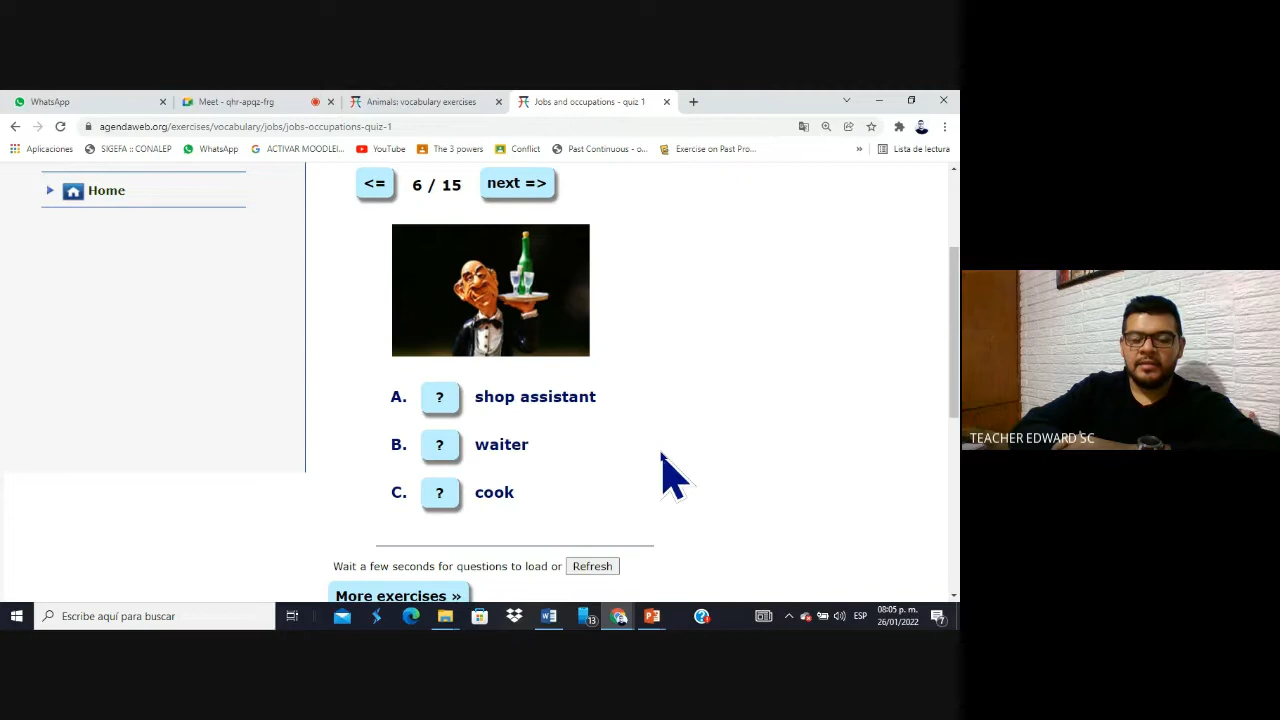 WhatsApp
Meet - qhr-apqz-frg
Animals: vocabulary exercises
Jobs and occupations - quiz 1
agendaweb.org/exercises/vocabulary/jobs/jobs-occupations-quiz-1
Aplicaciones
SIGEFA :: CONALEP
WhatsApp
ACTIVAR MOODLEI...
YouTube
The 3 powers
Conflict
Past Continuous - o...
Exercise on Past Pro...
»
Lista de lectura
Home
<=
6 / 15
next =>
A. ? shop assistant
B. ? waiter
C. ? cook
Wait a few seconds for questions to load or Refresh
More exercises »
TEACHER EDWARD SC
Escribe aquí para buscar
13
ESP
08:05 p. m.
26/01/2022
7